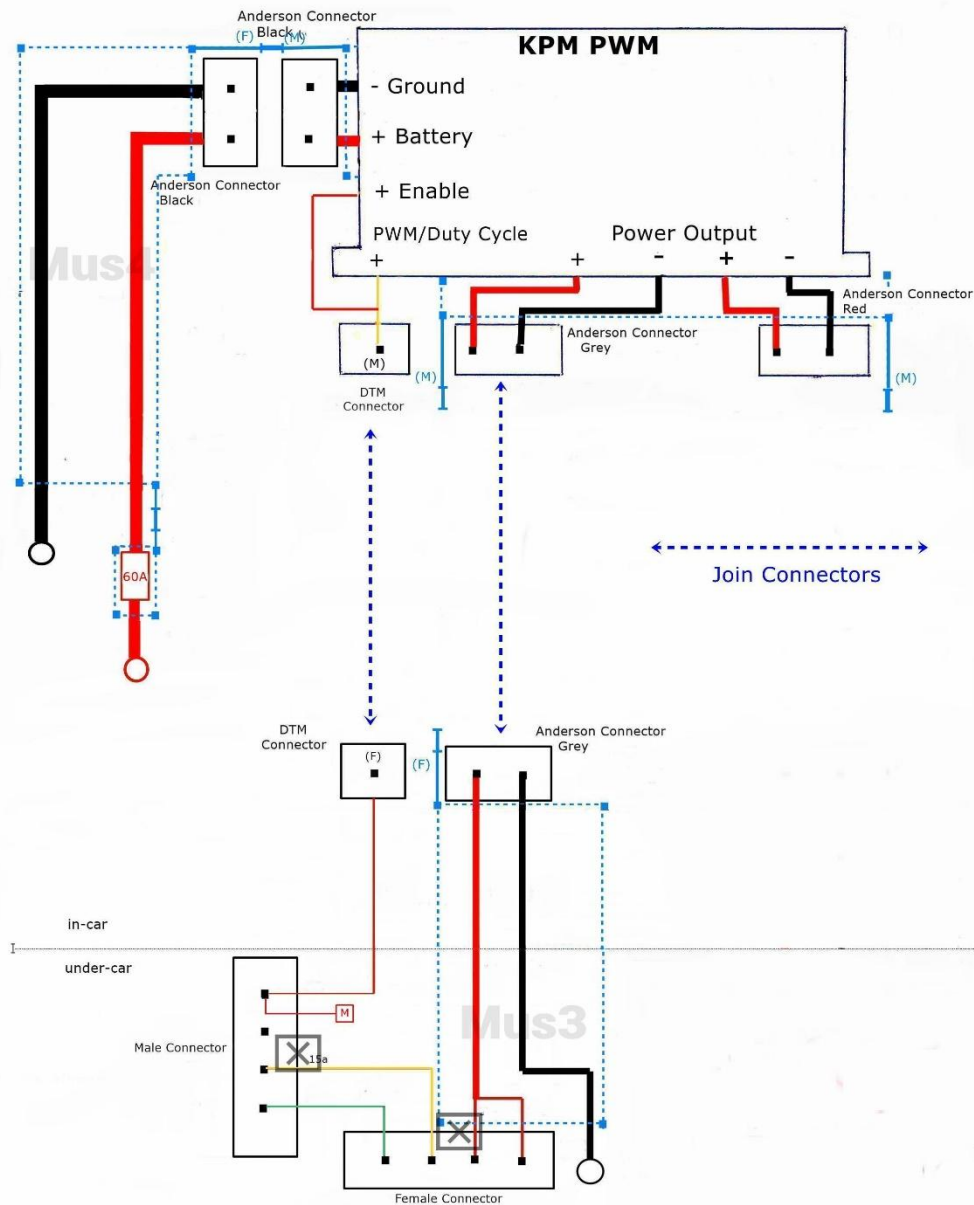 Anderson Connector
Black
(F)
(M)
KPM PWM
- Ground
+ Battery
+ Enable
Anderson Connector
Black
PWM/Duty Cycle
Power Output
+
+
-
+
-
Mus4
Anderson Connector
Red
Anderson Connector
Grey
(M)
(M)
(M)
DTM
Connector
60A
Join Connectors
DTM
Connector
(F)
(F)
Anderson Connector
Grey
in-car
under-car
M
Mus3
Male Connector
15a
Female Connector